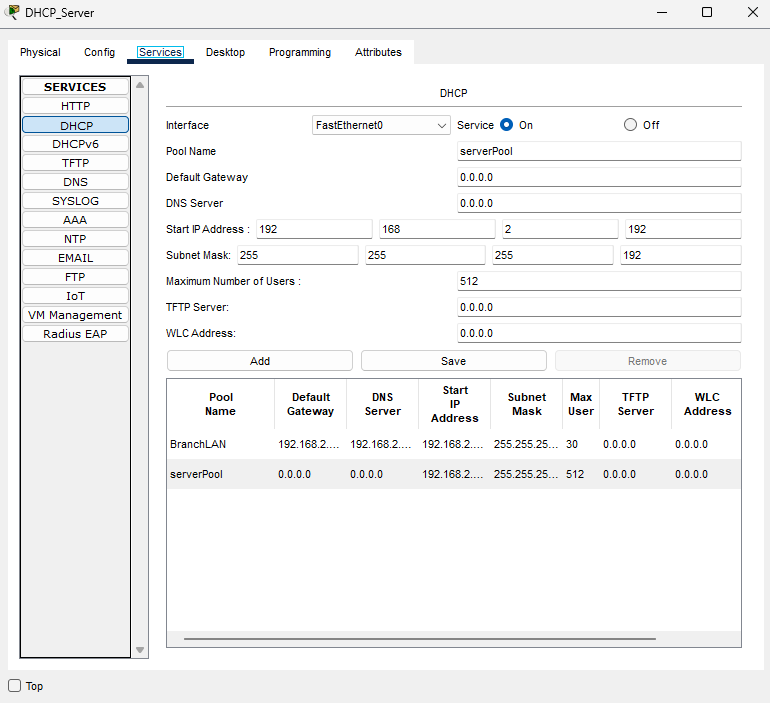 DHCP_Server
Physical Config Services Desktop Programming Attributes
SERVICES
HTTP
DHCP
DHCPv6
TFTP
DNS
SYSLOG
AAA
NTP
EMAIL
FTP
IoT
VM Management
Radius EAP
DHCP
Interface FastEthernet0 Service On Off
Pool Name serverPool
Default Gateway 0.0.0.0
DNS Server 0.0.0.0
Start IP Address : 192 168 2 192
Subnet Mask: 255 255 255 192
Maximum Number of Users : 512
TFTP Server: 0.0.0.0
WLC Address: 0.0.0.0
Add Save Remove
Pool Name Default Gateway DNS Server Start IP Address Subnet Mask Max User TFTP Server WLC Address
BranchLAN 192.168.2.... 192.168.2.... 192.168.2.... 255.255.25... 30 0.0.0.0 0.0.0.0
serverPool 0.0.0.0 0.0.0.0 192.168.2.... 255.255.25... 512 0.0.0.0 0.0.0.0
Top